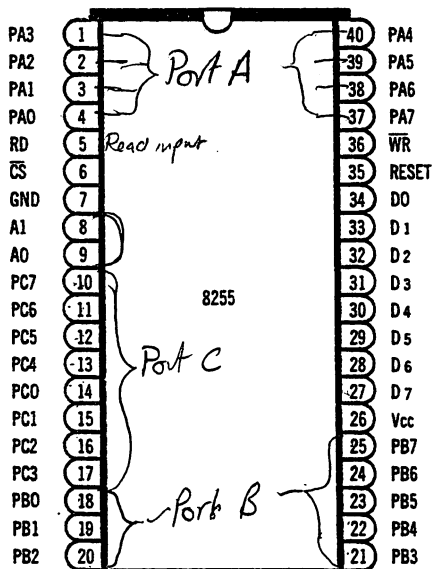 PA3 1 40 PA4
PA2 2 39 PA5
PA1 3 38 PA6
PA0 4 37 PA7
Port A
RD 5 Read input. 36 W̅R̅
C̅S̅ 6 35 RESET
GND 7 34 D0
A1 8 33 D1
A0 9 32 D2
PC7 10 31 D3
8255
PC6 11 30 D4
PC5 12 29 D5
PC4 13 28 D6
Port C
PC0 14 27 D7
PC1 15 26 Vcc
PC2 16 25 PB7
PC3 17 24 PB6
PB0 18 23 PB5
Port B
PB1 19 22 PB4
PB2 20 21 PB3